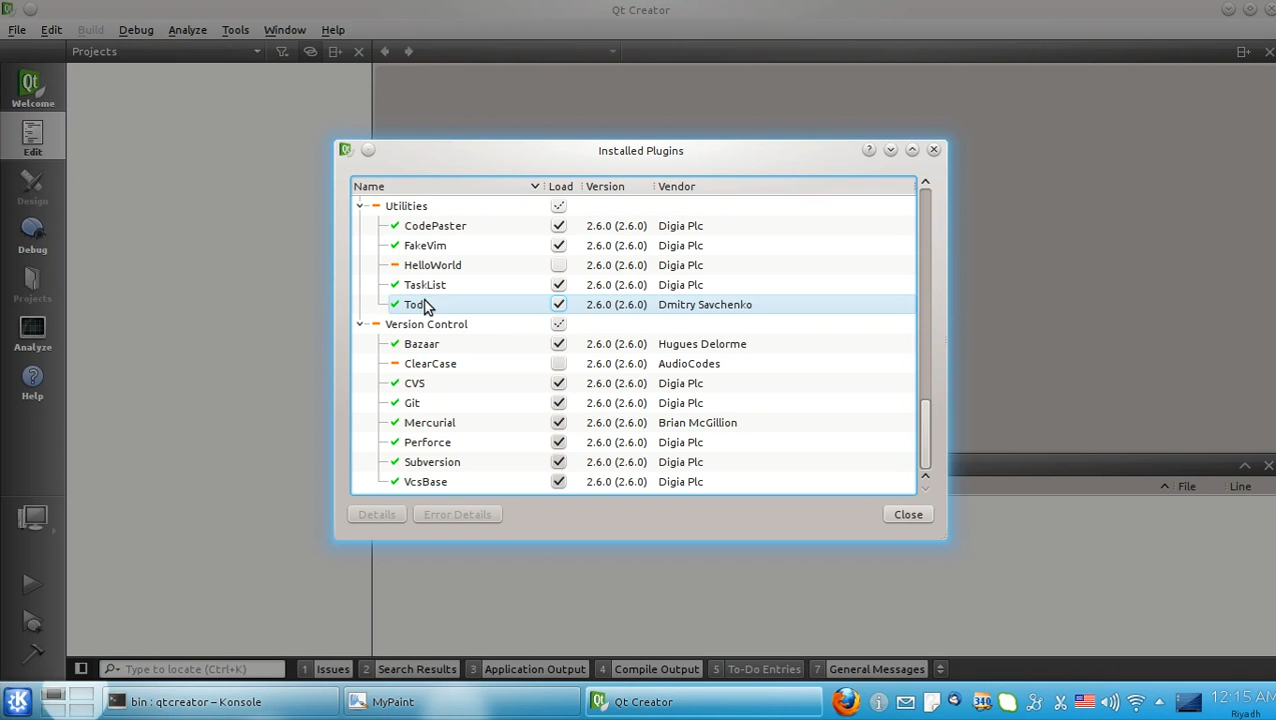 Qt Creator
File Edit Build Debug Analyze Tools Window Help
Projects
Welcome
Edit
Design
Debug
Projects
Analyze
Help
Installed Plugins
Name Load Version Vendor
Utilities
CodePaster 2.6.0 (2.6.0) Digia Plc
FakeVim 2.6.0 (2.6.0) Digia Plc
HelloWorld 2.6.0 (2.6.0) Digia Plc
TaskList 2.6.0 (2.6.0) Digia Plc
2.6.0 (2.6.0) Dmitry Savchenko
Version Control
Bazaar 2.6.0 (2.6.0) Hugues Delorme
ClearCase 2.6.0 (2.6.0) AudioCodes
CVS 2.6.0 (2.6.0) Digia Plc
Git 2.6.0 (2.6.0) Digia Plc
Mercurial 2.6.0 (2.6.0) Brian McGillion
Perforce 2.6.0 (2.6.0) Digia Plc
Subversion 2.6.0 (2.6.0) Digia Plc
VcsBase 2.6.0 (2.6.0) Digia Plc
Details Error Details Close
File Line
Type to locate (Ctrl+K) 1 Issues 2 Search Results 3 Application Output 4 Compile Output 5 To-Do Entries 7 General Messages
bin : qtcreator – Konsole MyPaint Qt Creator 340 12:15 AM
Riyadh